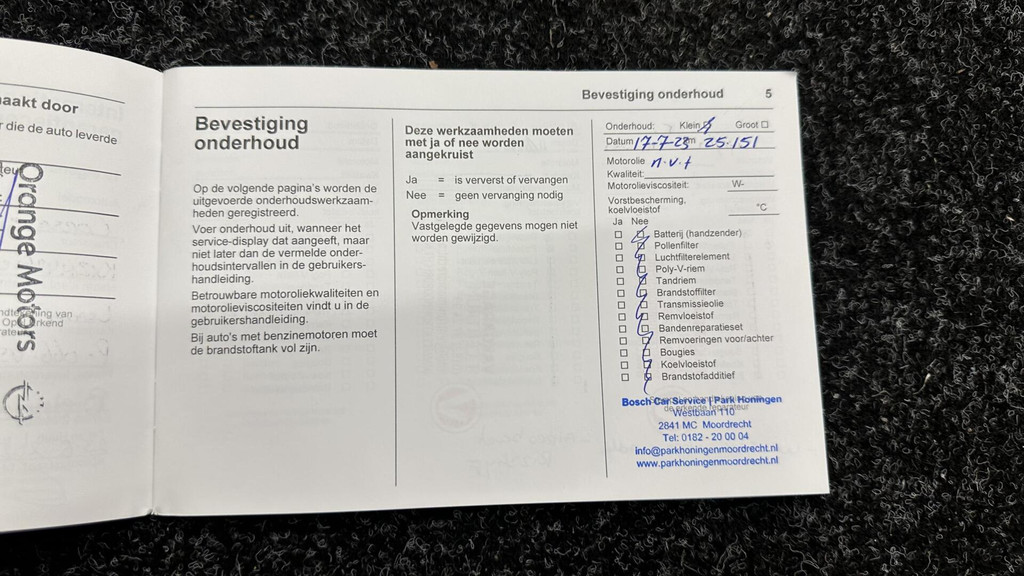 aakt door
r die de auto leverde
Orange Motors
Bevestiging onderhoud 5
Bevestiging
onderhoud
Op de volgende pagina's worden de
uitgevoerde onderhoudswerkzaam-
heden geregistreerd.
Voer onderhoud uit, wanneer het
service-display dat aangeeft, maar
niet later dan de vermelde onder-
houdsintervallen in de gebruikers-
handleiding.
Betrouwbare motoroliekwaliteiten en
motorolieviscositeiten vindt u in de
gebruikershandleiding.
Bij auto's met benzinemotoren moet
de brandstoftank vol zijn.
Deze werkzaamheden moeten
met ja of nee worden
aangekruist
Ja = is ververst of vervangen
Nee = geen vervanging nodig
Opmerking
Vastgelegde gegevens mogen niet
worden gewijzigd.
Onderhoud: Klein Groot
Datum 17-7-23 km 25.151
Motorolie n.v.t
Kwaliteit:
Motorolieviscositeit: W-
Vorstbescherming,
koelvloeistof °C
Ja Nee
Batterij (handzender)
Pollenfilter
Luchtfilterelement
Poly-V-riem
Tandriem
Brandstoffilter
Transmissieolie
Remvloeistof
Bandenreparatieset
Remvoeringen voor/achter
Bougies
Koelvloeistof
Brandstofadditief
Bosch Car Service | Park Honingen
Westbaan 110
2841 MC Moordrecht
Tel: 0182 - 20 00 04
info@parkhoningenmoordrecht.nl
www.parkhoningenmoordrecht.nl